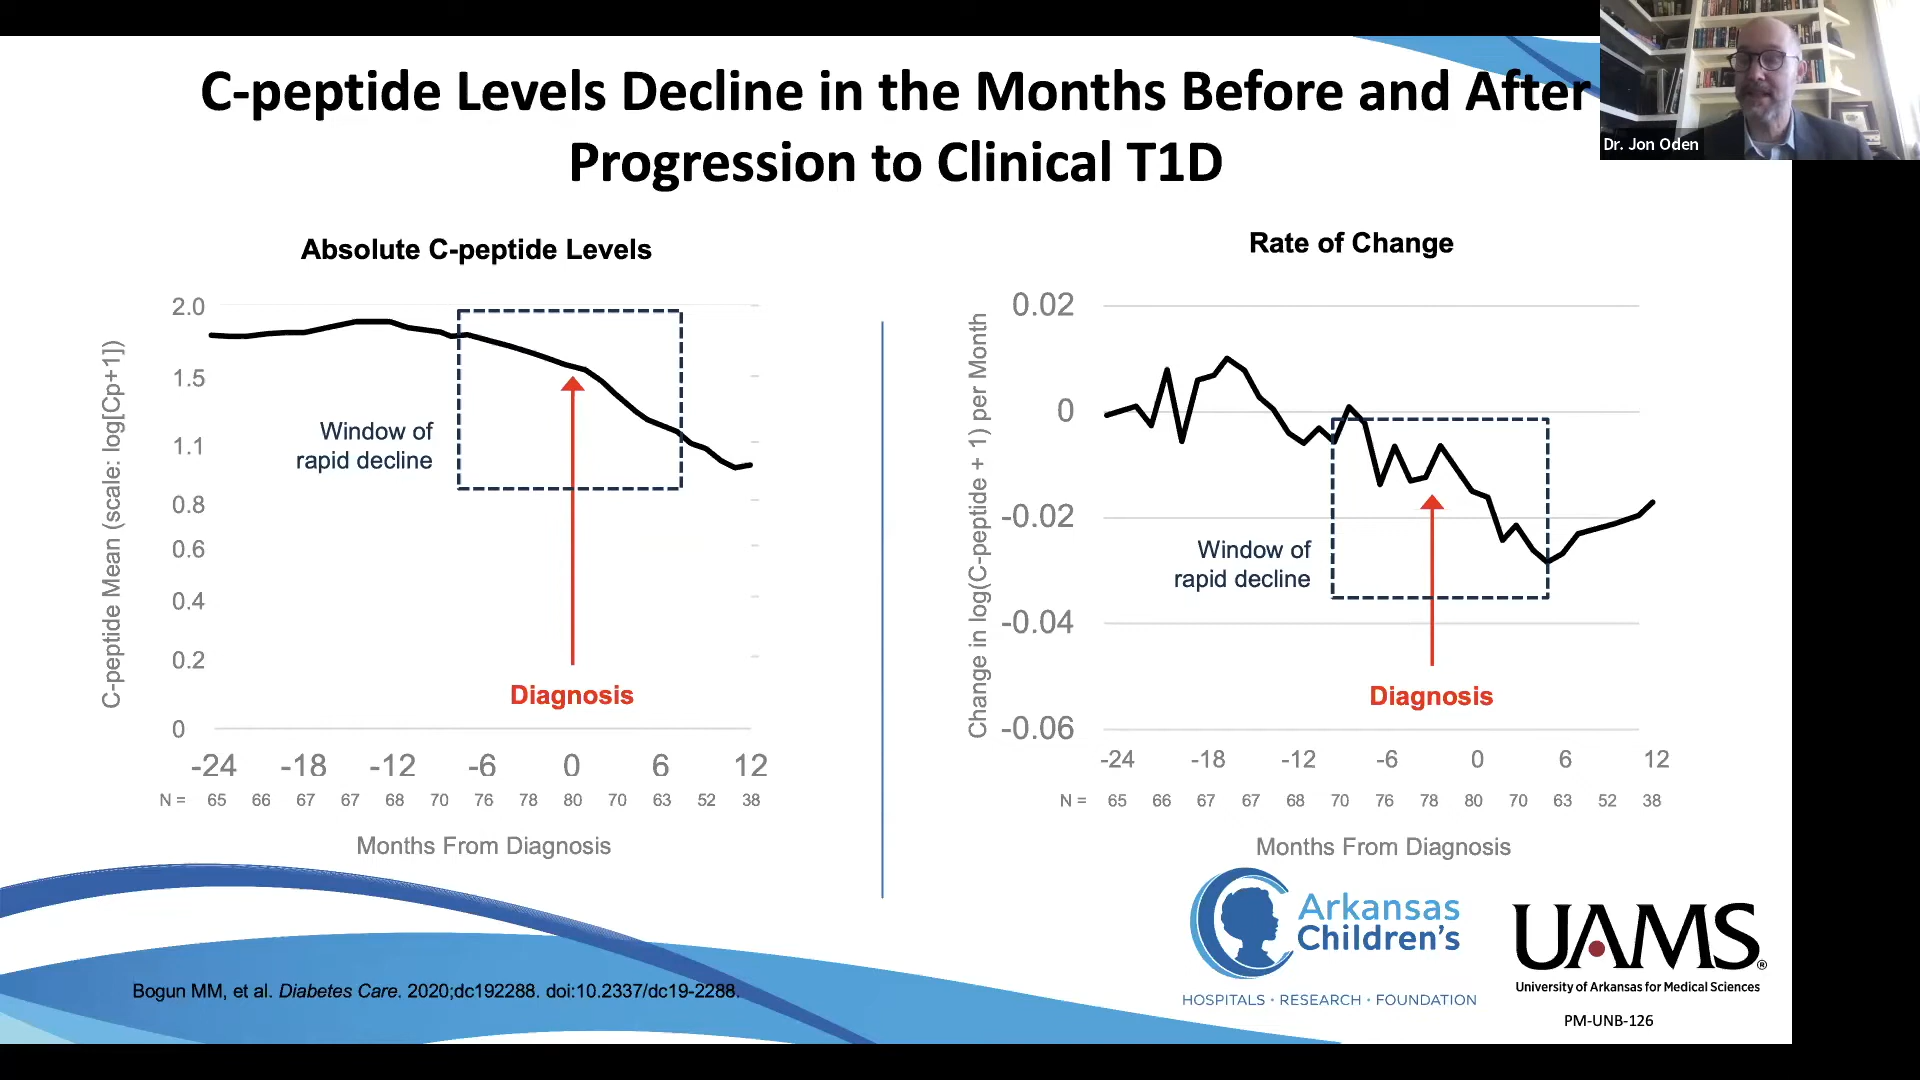 C-peptide Levels Decline in the Months Before and After
Progression to Clinical T1D
Dr. Jon Oden
Absolute C-peptide Levels
C-peptide Mean (scale: log[Cp+1])
2.0
1.5
1.1
0.8
0.6
0.4
0.2
0
Window of
rapid decline
Diagnosis
-24 -18 -12 -6 0 6 12
N = 65 66 67 67 68 70 76 78 80 70 63 52 38
Months From Diagnosis
Rate of Change
Change in log(C-peptide + 1) per Month
0.02
0
-0.02
-0.04
-0.06
Window of
rapid decline
Diagnosis
-24 -18 -12 -6 0 6 12
N = 65 66 67 67 68 70 76 78 80 70 63 52 38
Months From Diagnosis
Bogun MM, et al. Diabetes Care. 2020;dc192288. doi:10.2337/dc19-2288.
Arkansas
Children's
HOSPITALS • RESEARCH • FOUNDATION
UAMS®
University of Arkansas for Medical Sciences
PM-UNB-126